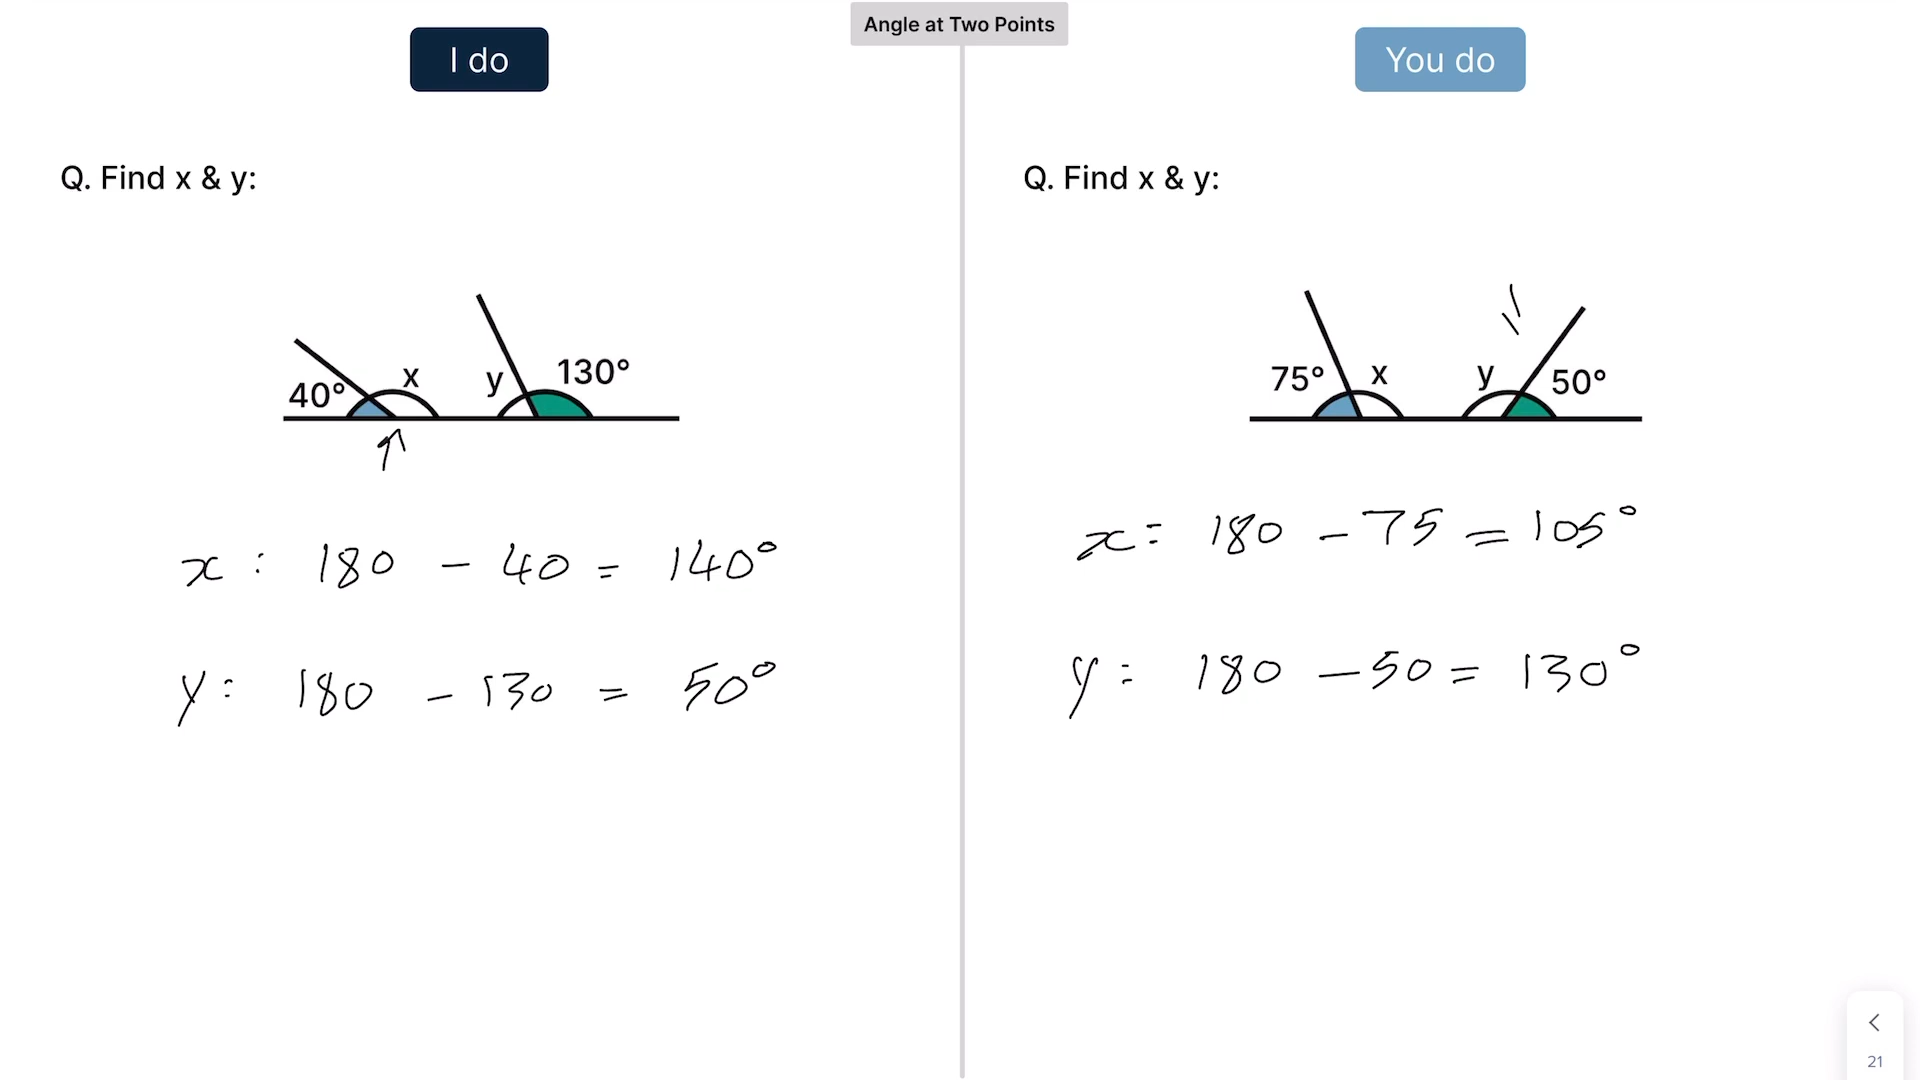 Angle at Two Points
I do
Q. Find x & y:
40° x y 130°
x : 180 - 40 = 140°
y : 180 - 130 = 50°
You do
Q. Find x & y:
75° x y 50°
x = 180 - 75 = 105°
y = 180 - 50 = 130°
21